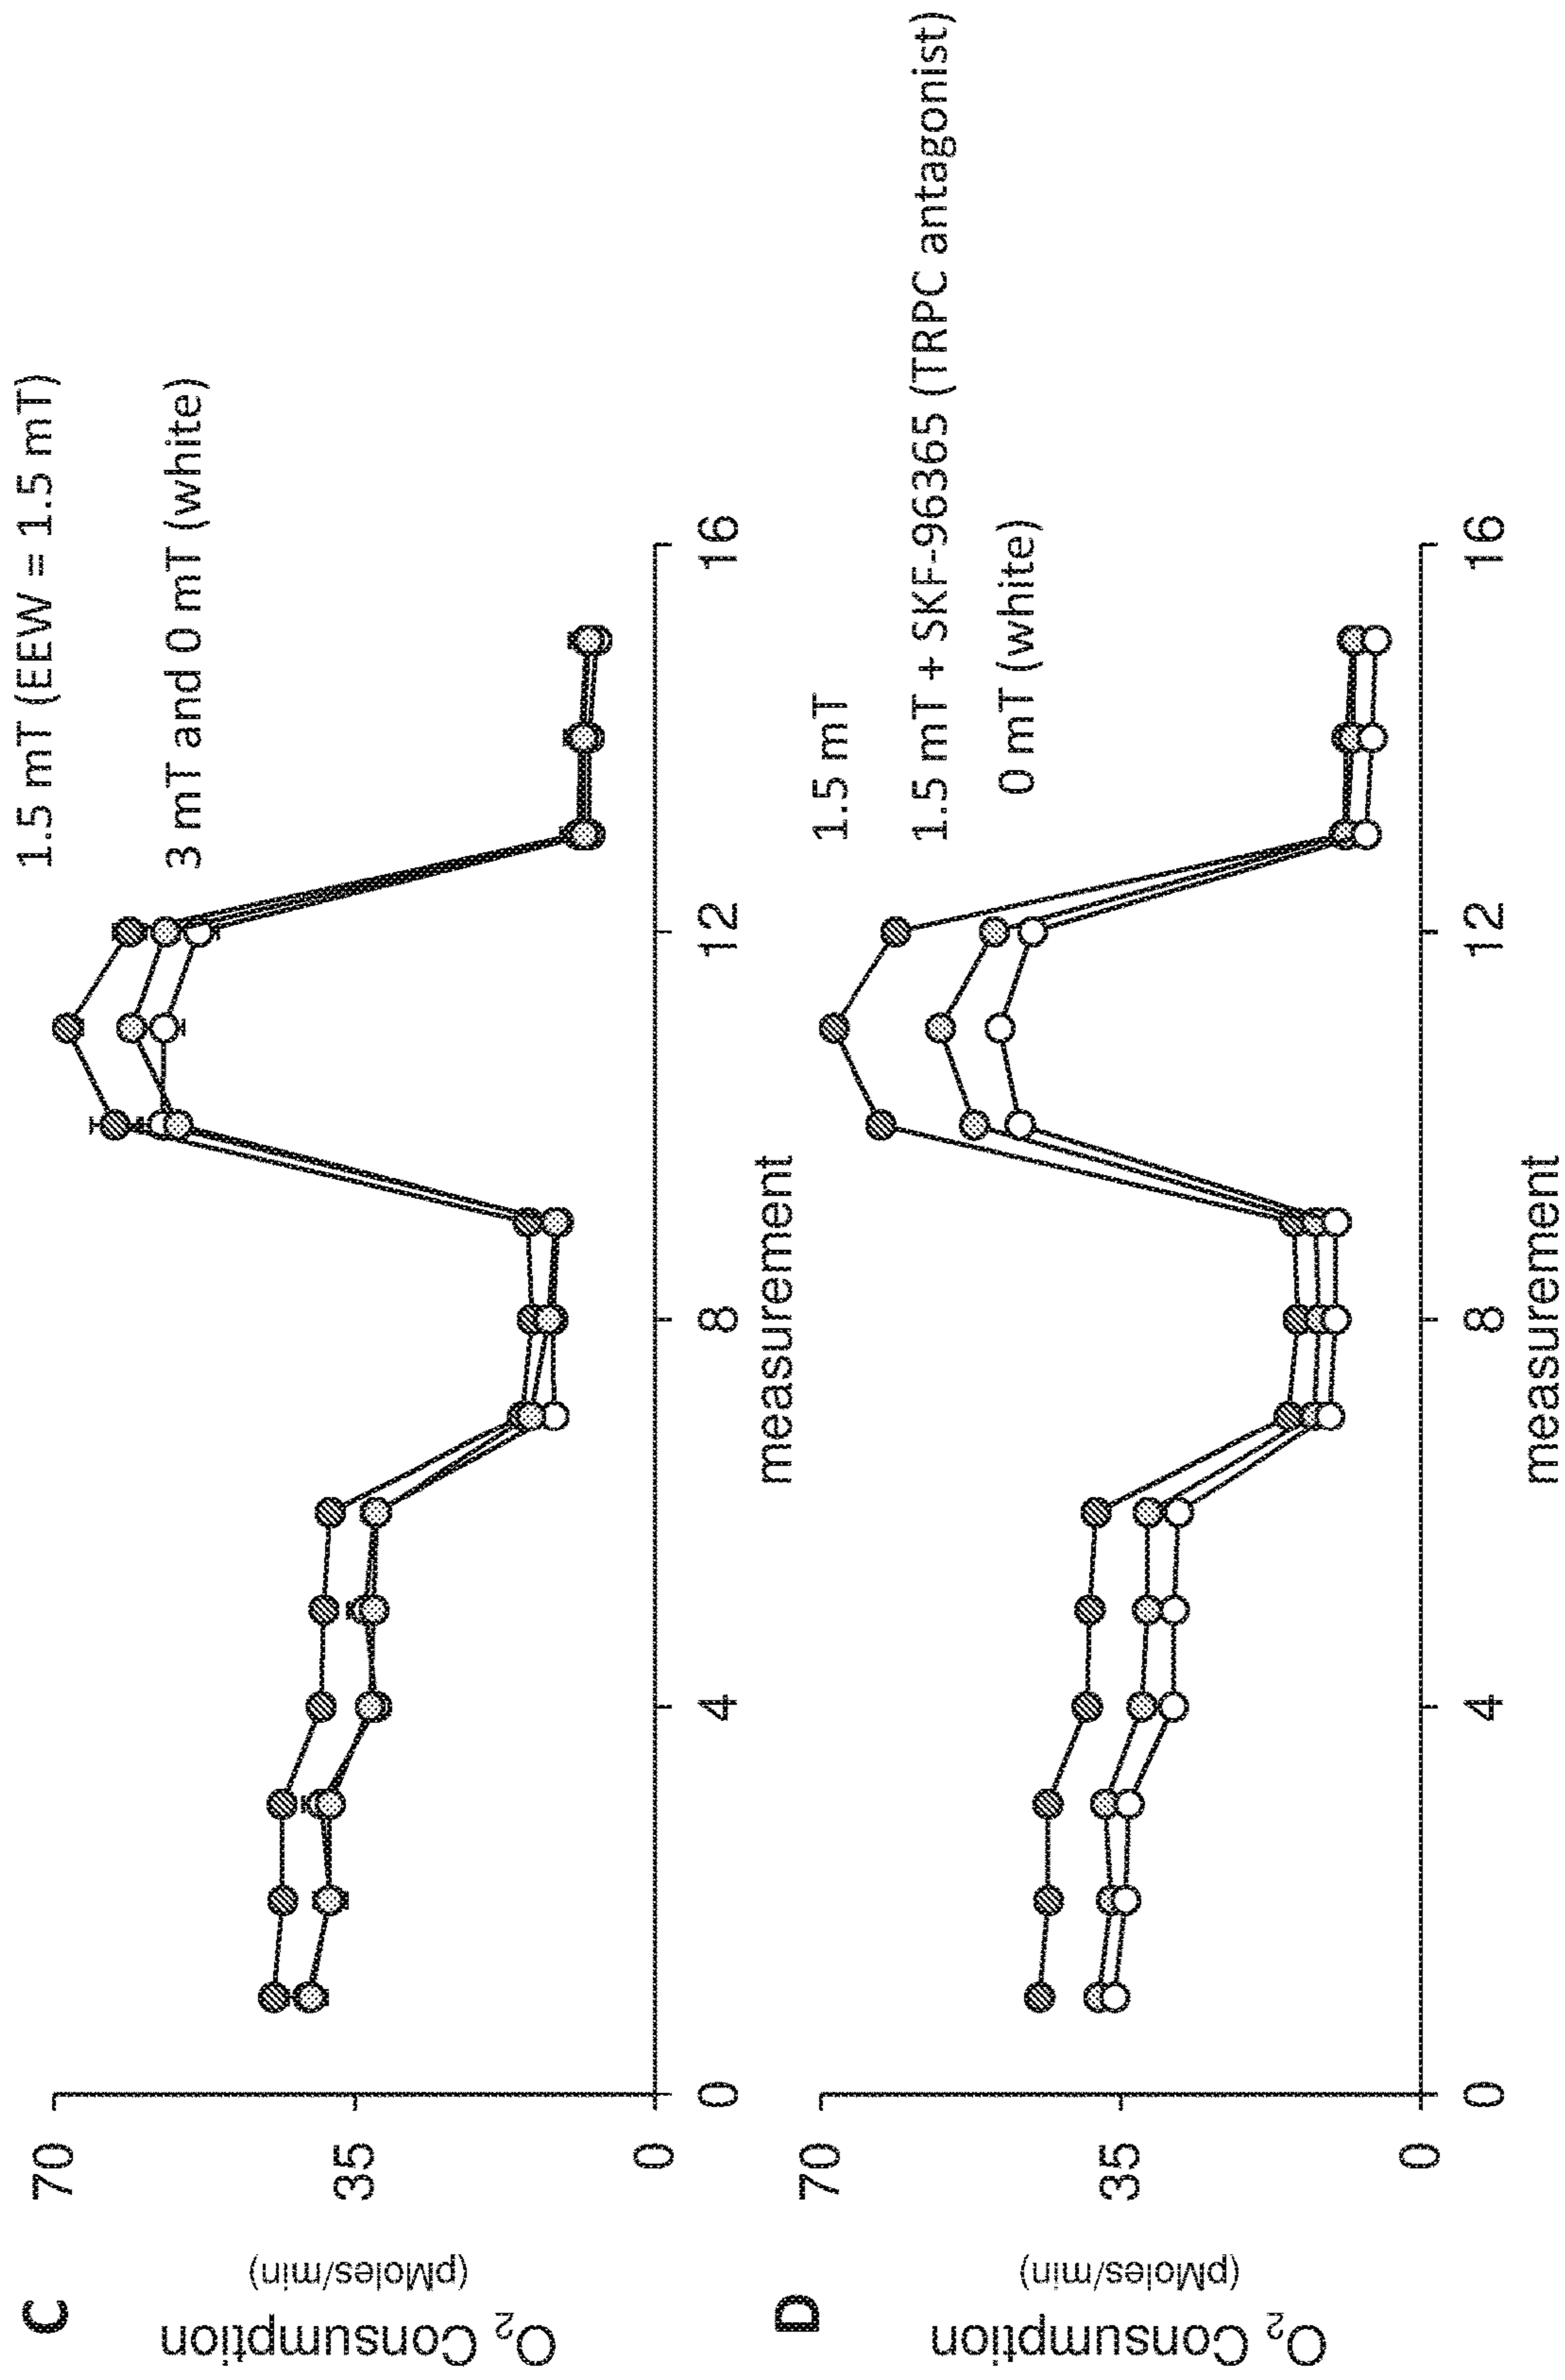 C
1.5 mT (EEW = 1.5 mT)
3 mT and 0 mT (white)
O2 Consumption
(pMoles/min)
70
35
0
0
4
8
12
16
measurement
D
1.5 mT
1.5 mT + SKF-96365 (TRPC antagonist)
0 mT (white)
O2 Consumption
(pMoles/min)
70
35
0
0
4
8
12
16
measurement